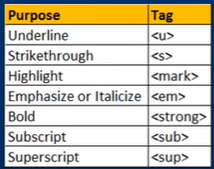 Purpose Tag
Underline <u>
Strikethrough <s>
Highlight <mark>
Emphasize or Italicize <em>
Bold <strong>
Subscript <sub>
Superscript <sup>